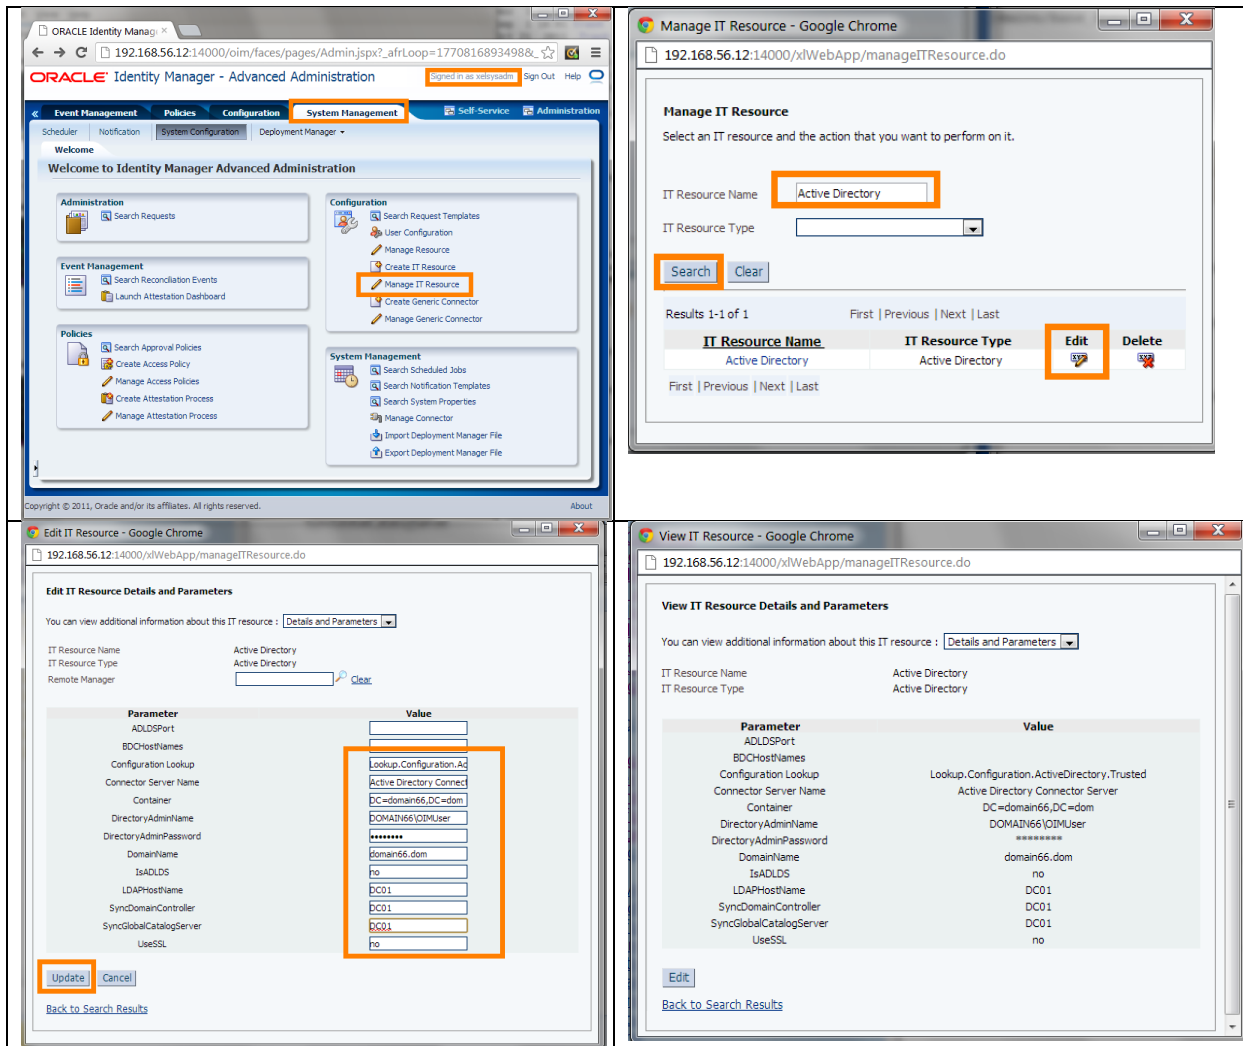 ORACLE Identity Manag
192.168.56.12:14000/oim/faces/pages/Admin.jspx?_afrLoop=1770816893498&
ORACLE Identity Manager - Advanced Administration
Signed in as xelsysadm Sign Out Help
Event Management Policies Configuration System Management Self-Service Administration
Scheduler Notification System Configuration Deployment Manager
Welcome
Welcome to Identity Manager Advanced Administration
Administration
Search Requests
Event Management
Search Reconciliation Events
Launch Attestation Dashboard
Policies
Search Approval Policies
Create Access Policy
Manage Access Policies
Create Attestation Process
Manage Attestation Process
Configuration
Search Request Templates
User Configuration
Manage Resource
Create IT Resource
Manage IT Resource
Create Generic Connector
Manage Generic Connector
System Management
Search Scheduled Jobs
Search Notification Templates
Search System Properties
Manage Connector
Import Deployment Manager File
Export Deployment Manager File
Copyright © 2011, Oracle and/or its affiliates. All rights reserved. About
Manage IT Resource - Google Chrome
192.168.56.12:14000/xlWebApp/manageITResource.do
Manage IT Resource
Select an IT resource and the action that you want to perform on it.
IT Resource Name Active Directory
IT Resource Type
Search Clear
Results 1-1 of 1 First | Previous | Next | Last
IT Resource Name IT Resource Type Edit Delete
Active Directory Active Directory
First | Previous | Next | Last
Edit IT Resource - Google Chrome
192.168.56.12:14000/xlWebApp/manageITResource.do
Edit IT Resource Details and Parameters
You can view additional information about this IT resource : Details and Parameters
IT Resource Name Active Directory
IT Resource Type Active Directory
Remote Manager Clear
Parameter Value
ADLDSPort
BDCHostNames
Configuration Lookup Lookup.Configuration.Ac
Connector Server Name Active Directory Connect
Container DC=domain66,DC=dom
DirectoryAdminName DOMAIN66\OIMUser
DirectoryAdminPassword ••••••••
DomainName domain66.dom
IsADLDS no
LDAPHostName DC01
SyncDomainController DC01
SyncGlobalCatalogServer DC01
UseSSL no
Update Cancel
Back to Search Results
View IT Resource - Google Chrome
192.168.56.12:14000/xlWebApp/manageITResource.do
View IT Resource Details and Parameters
You can view additional information about this IT resource : Details and Parameters
IT Resource Name Active Directory
IT Resource Type Active Directory
Parameter Value
ADLDSPort
BDCHostNames
Configuration Lookup Lookup.Configuration.ActiveDirectory.Trusted
Connector Server Name Active Directory Connector Server
Container DC=domain66,DC=dom
DirectoryAdminName DOMAIN66\OIMUser
DirectoryAdminPassword ********
DomainName domain66.dom
IsADLDS no
LDAPHostName DC01
SyncDomainController DC01
SyncGlobalCatalogServer DC01
UseSSL no
Edit
Back to Search Results